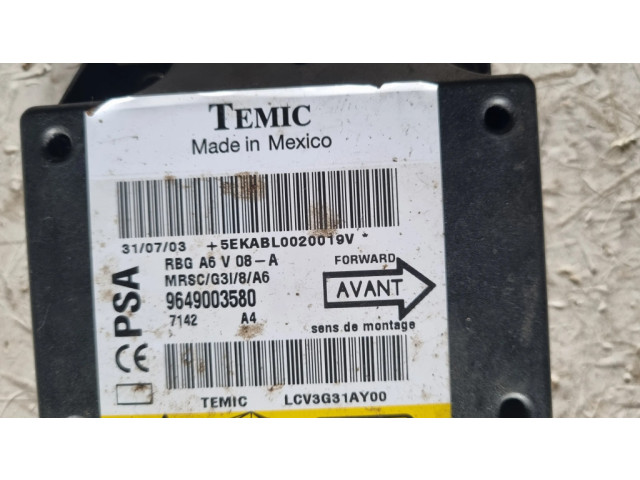 TEMIC
Made in Mexico
31/07/03 +5EKABL0020019V *
PSA
RBG A6 V 08-A
MRSC/G3I/8/A6
9649003580
7142 A4
FORWARD
AVANT
sens de montage
CE
TEMIC LCV3G31AY00